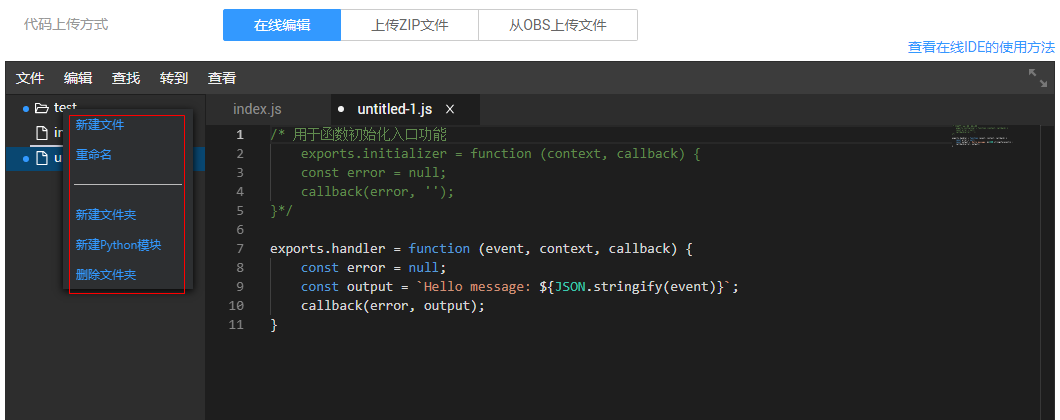 代码上传方式
在线编辑 上传ZIP文件 从OBS上传文件
查看在线IDE的使用方法
文件 编辑 查找 转到 查看
test
新建文件
重命名
新建文件夹
新建Python模块
删除文件夹
index.js untitled-1.js X
1 /* 用于函数初始化入口功能
2 exports.initializer = function (context, callback) {
3 const error = null;
4 callback(error, '');
5 }*/
6
7 exports.handler = function (event, context, callback) {
8 const error = null;
9 const output = `Hello message: ${JSON.stringify(event)}`;
10 callback(error, output);
11 }